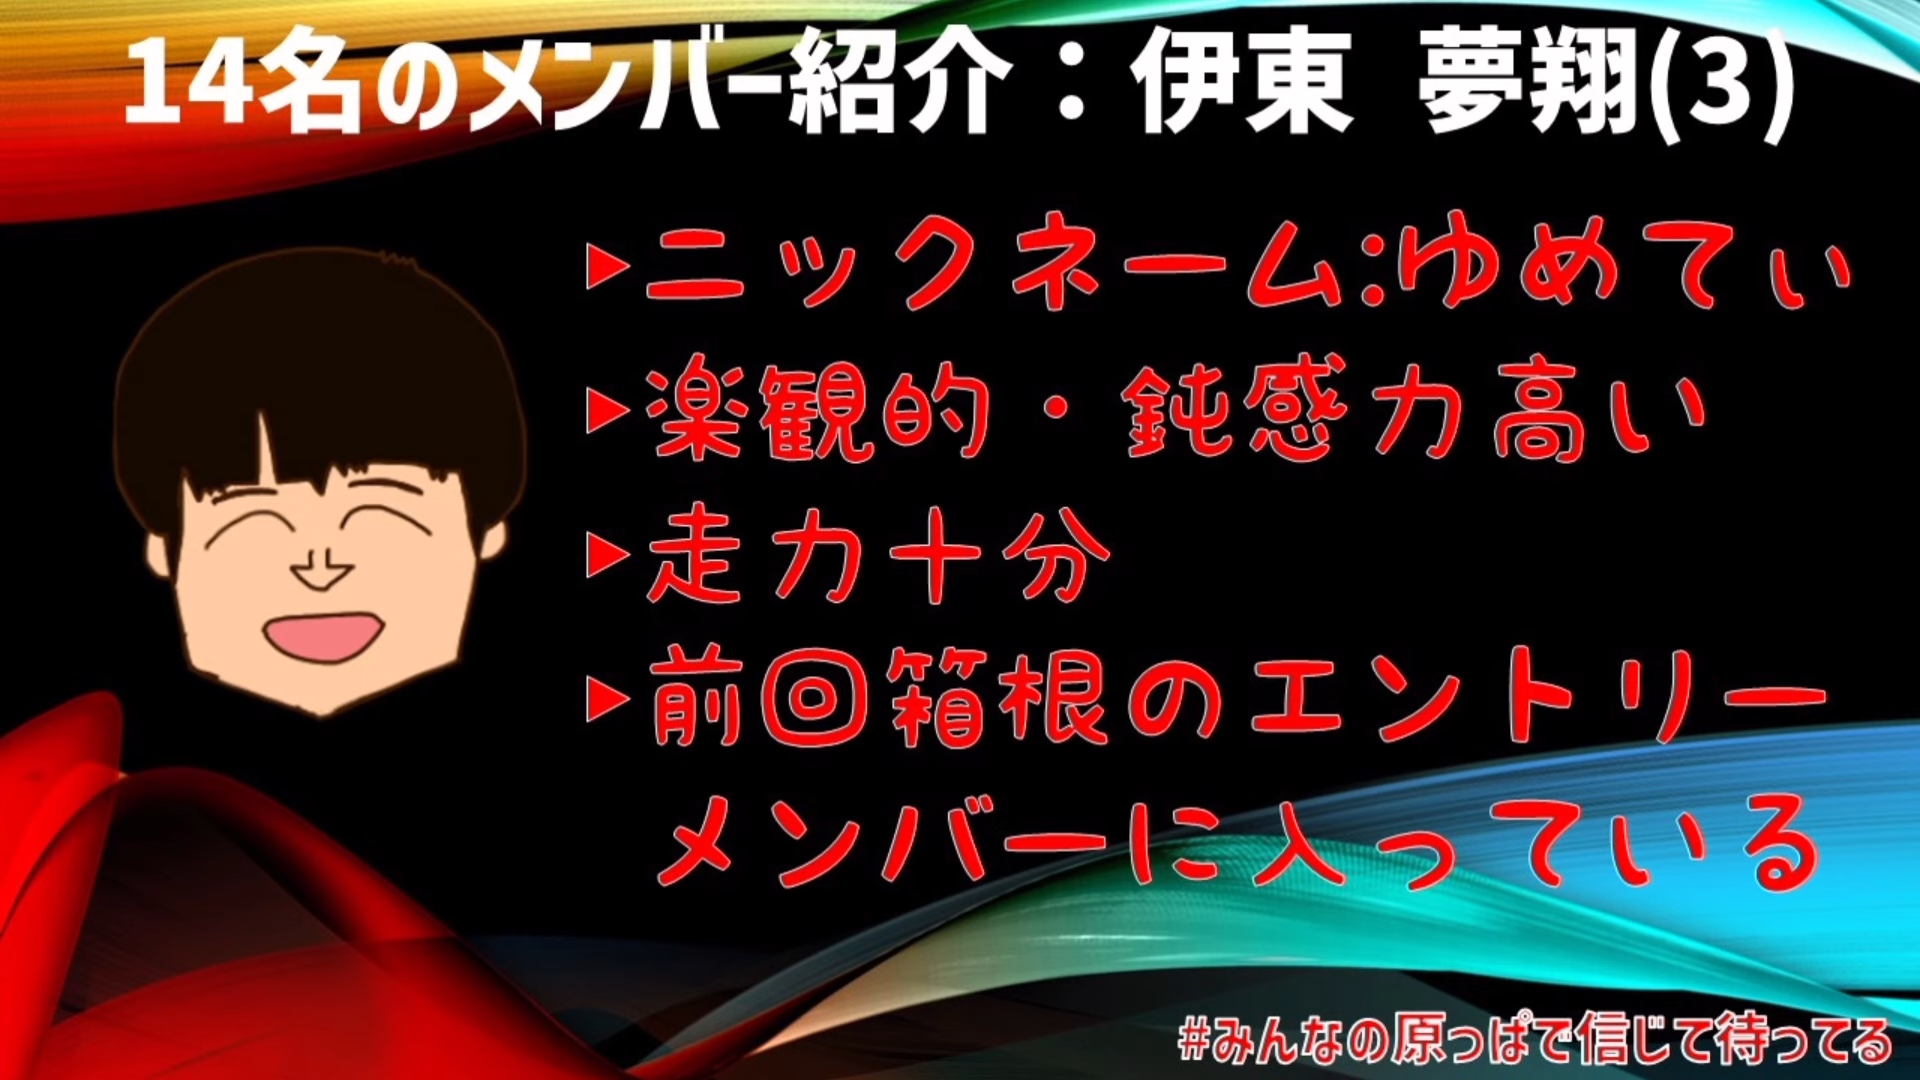 14名のメンバー紹介：伊東 夢翔(3)
▶ニックネーム:ゆめてぃ
▶楽観的・鈍感力高い
▶走力十分
▶前回箱根のエントリー
メンバーに入っている
#みんなの原っぱで信じて待ってる